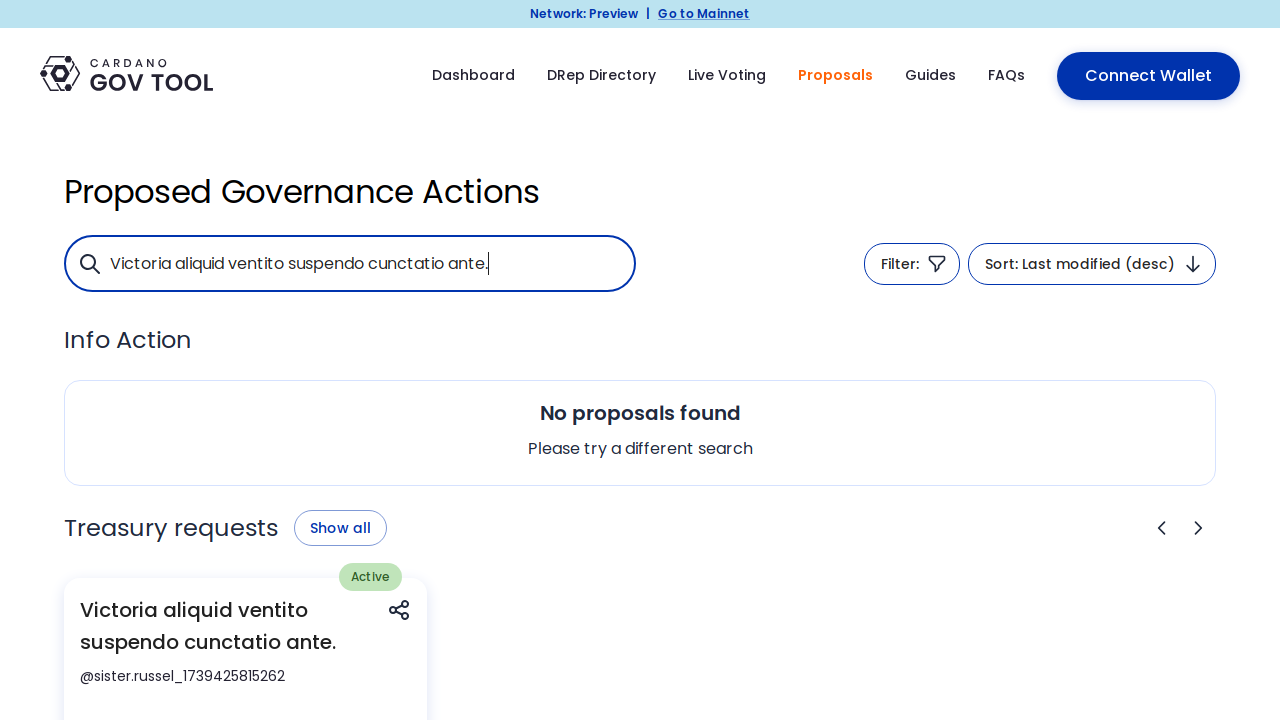 Network: Preview | Go to Mainnet
CARDANO
GOV TOOL
Dashboard
DRep Directory
Live Voting
Proposals
Guides
FAQs
Connect Wallet
Proposed Governance Actions
Victoria aliquid ventito suspendo cunctatio ante.
Filter:
Sort: Last modified (desc)
Info Action
No proposals found
Please try a different search
Treasury requests
Show all
Active
Victoria aliquid ventito
suspendo cunctatio ante.
@sister.russel_1739425815262